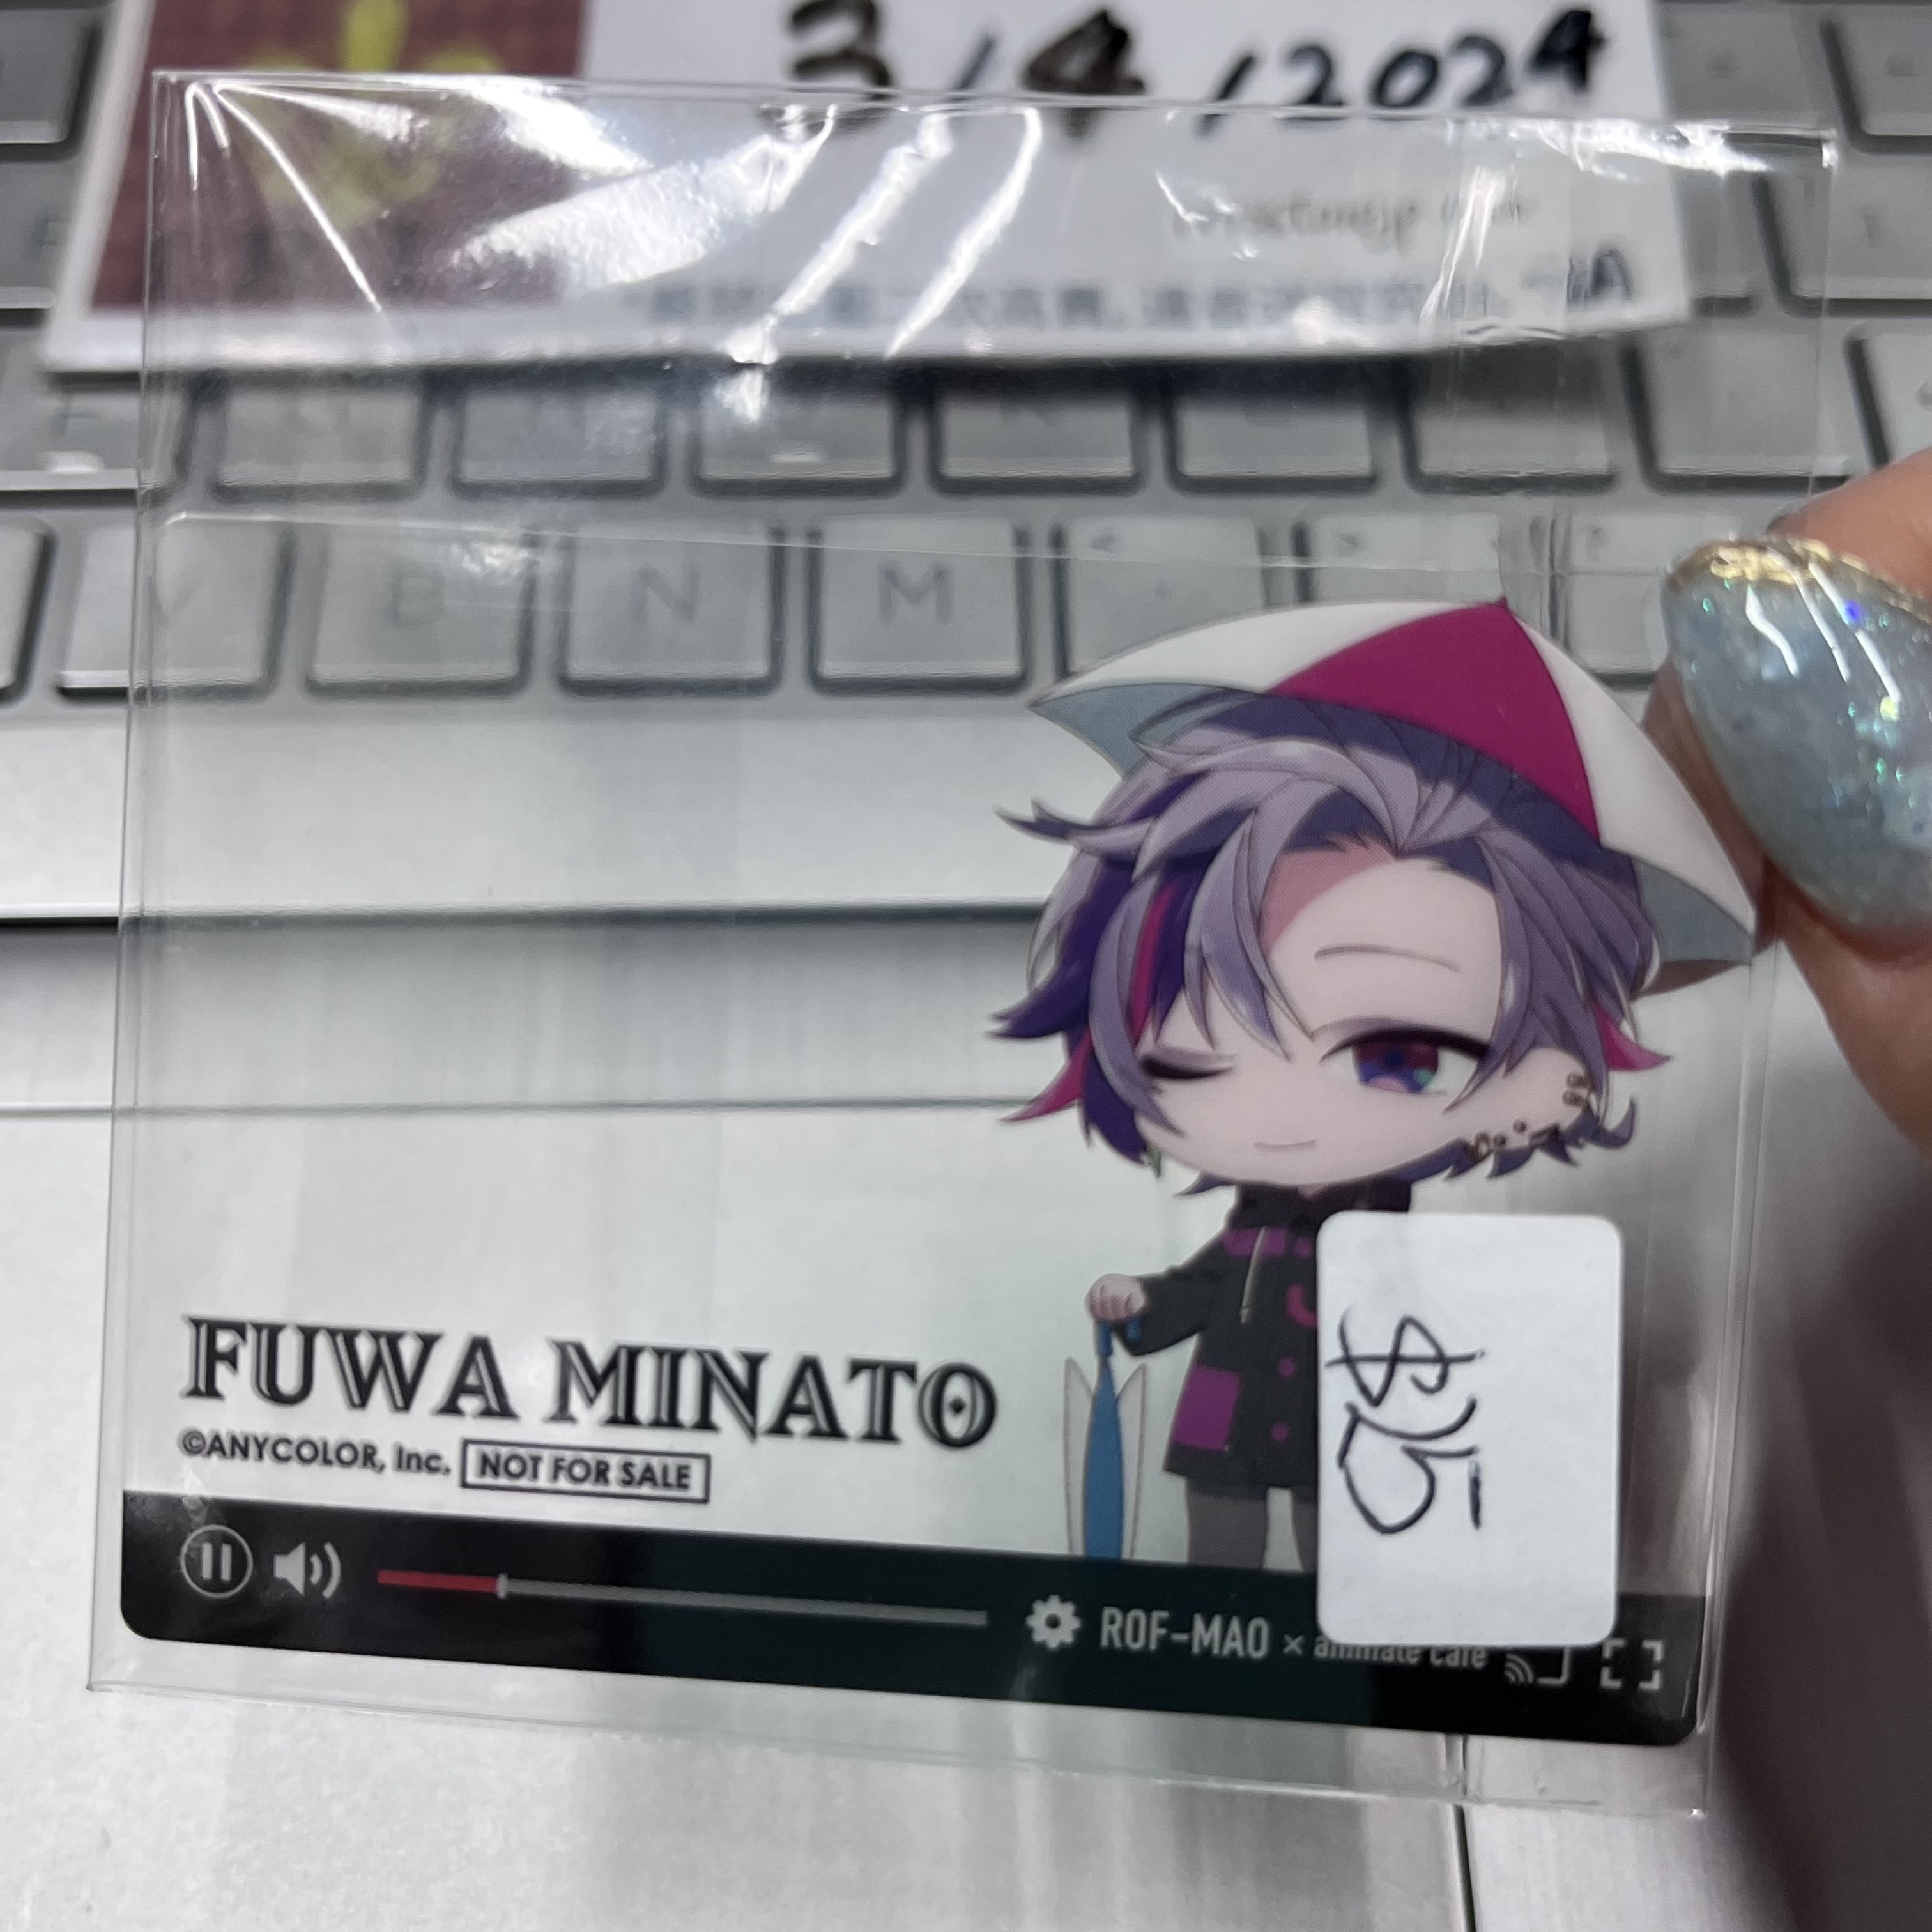 3/4/2024
B N M
< > ?
FUWA MINATO
©ANYCOLOR, Inc. NOT FOR SALE
$15
ROF-MAO × animate cafe